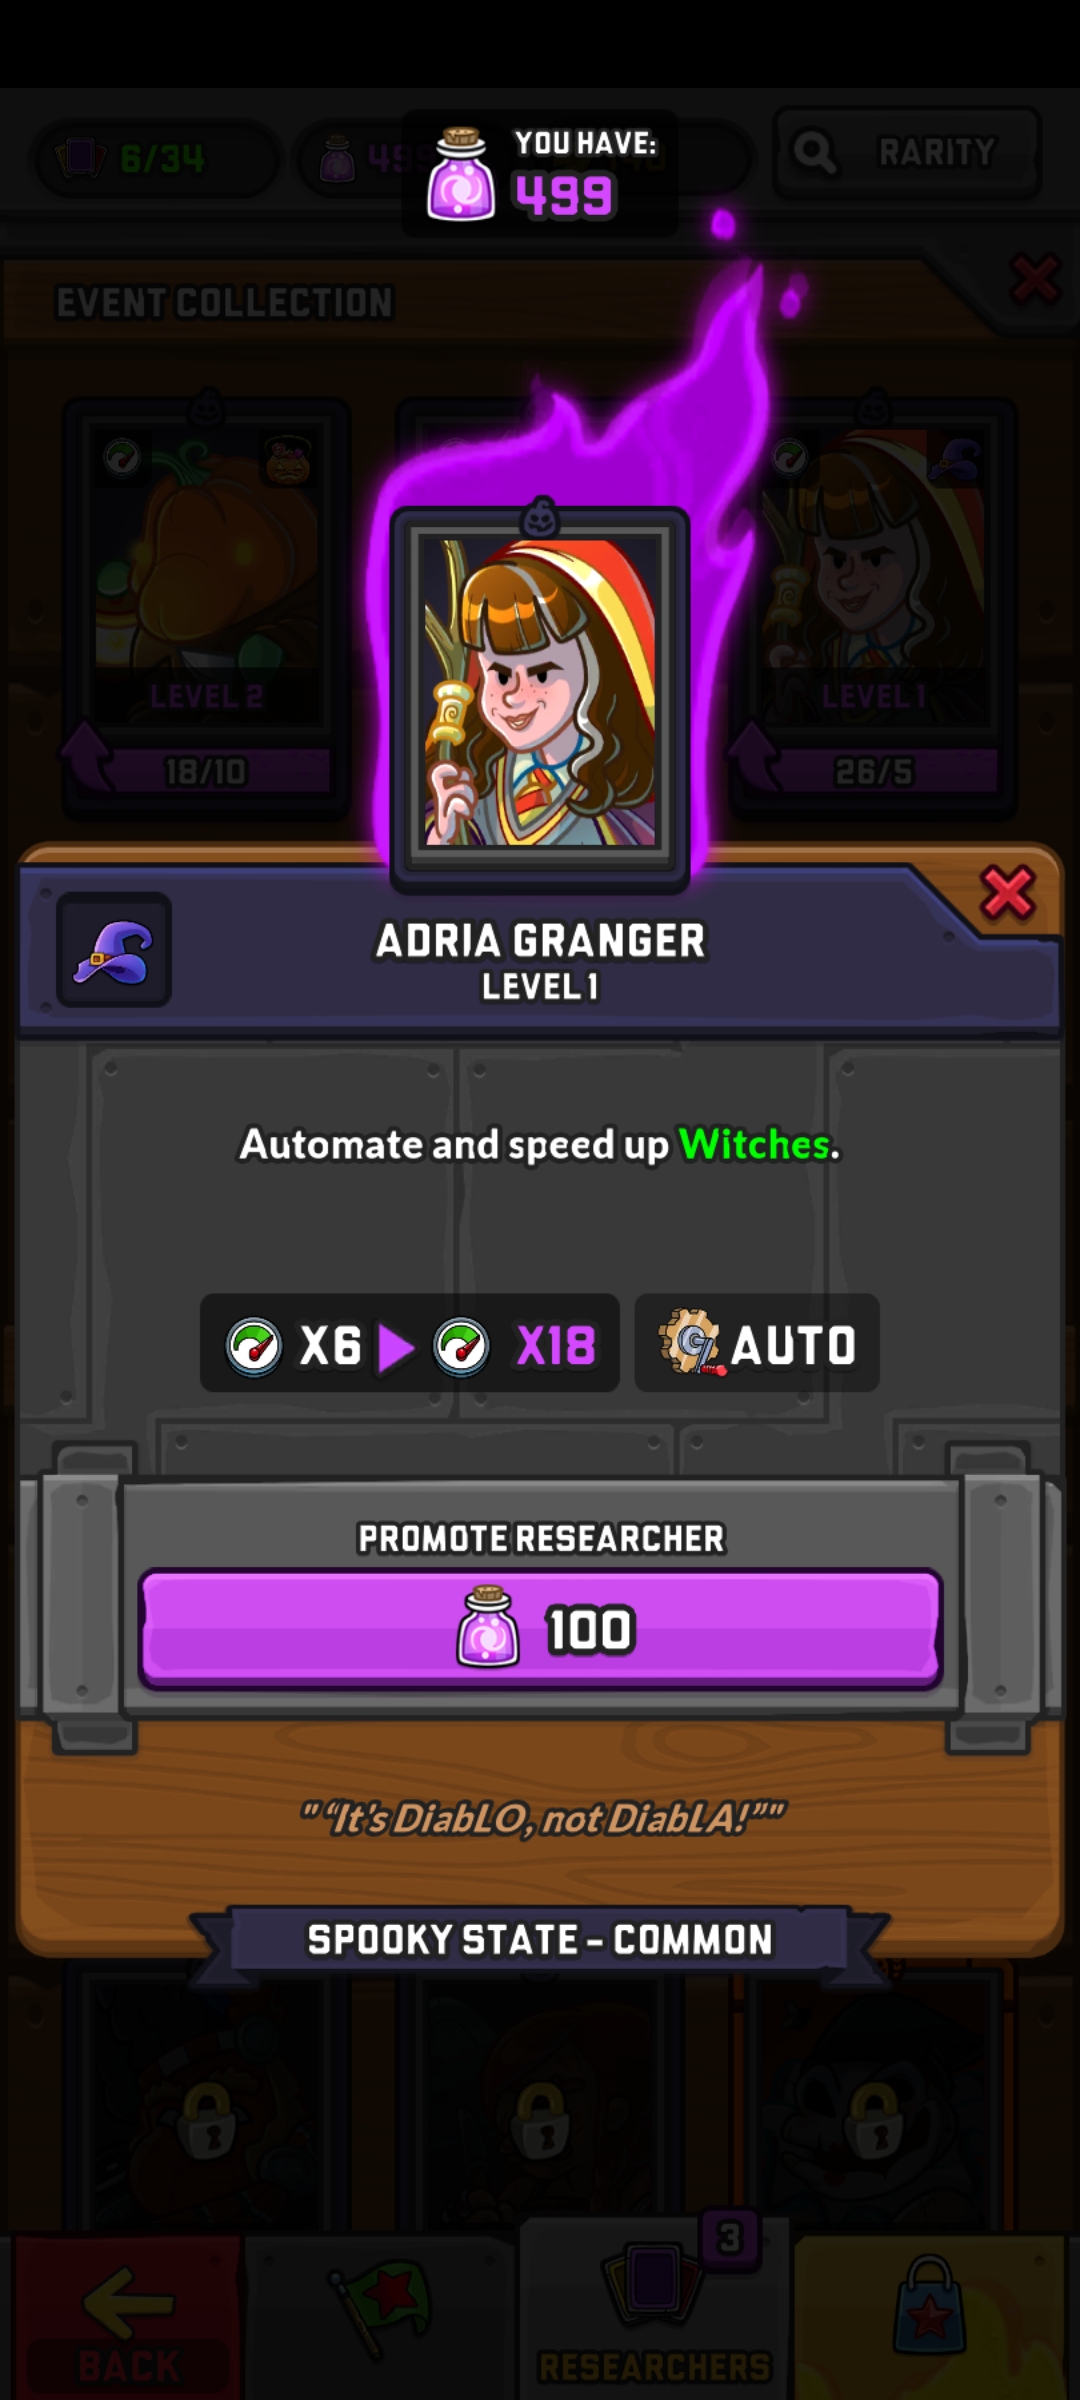 6/34
YOU HAVE:
499
RARITY
EVENT COLLECTION
LEVEL 2
LEVEL 1
18/10
26/5
ADRIA GRANGER
LEVEL 1
Automate and speed up Witches.
X6 X18 AUTO
PROMOTE RESEARCHER
100
"“It's DiabLO, not DiabLA!”"
SPOOKY STATE - COMMON
3
BACK
RESEARCHERS